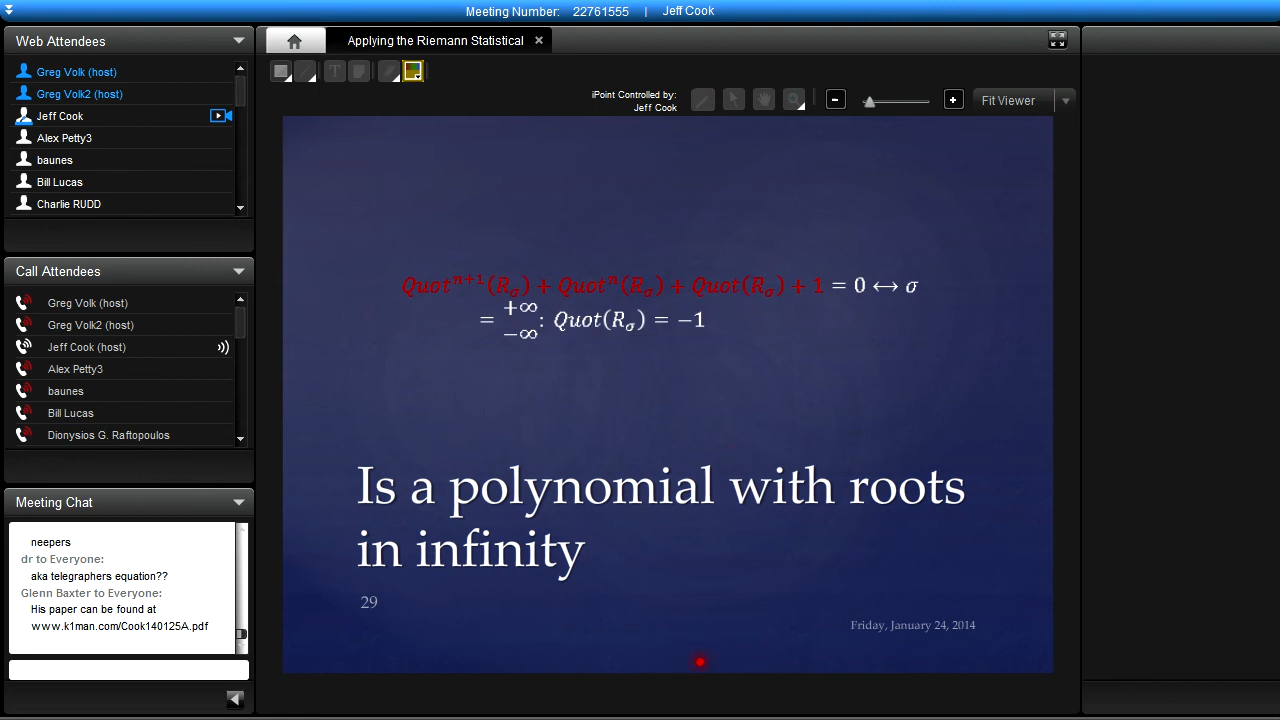 Meeting Number: 22761555 | Jeff Cook
Web Attendees
Greg Volk (host)
Greg Volk2 (host)
Jeff Cook
Alex Petty3
baunes
Bill Lucas
Charlie RUDD
Call Attendees
Greg Volk (host)
Greg Volk2 (host)
Jeff Cook (host)
Alex Petty3
baunes
Bill Lucas
Dionysios G. Raftopoulos
Meeting Chat
neepers
dr to Everyone:
aka telegraphers equation??
Glenn Baxter to Everyone:
His paper can be found at
www.k1man.com/Cook140125A.pdf
Applying the Riemann Statistical
iPoint Controlled by:
Jeff Cook
Fit Viewer
Quotⁿ⁺¹(R_σ) + Quotⁿ(R_σ) + Quot(R_σ) + 1 = 0 ↔ σ
= +∞ −∞ : Quot(R_σ) = −1
Is a polynomial with roots
in infinity
29
Friday, January 24, 2014